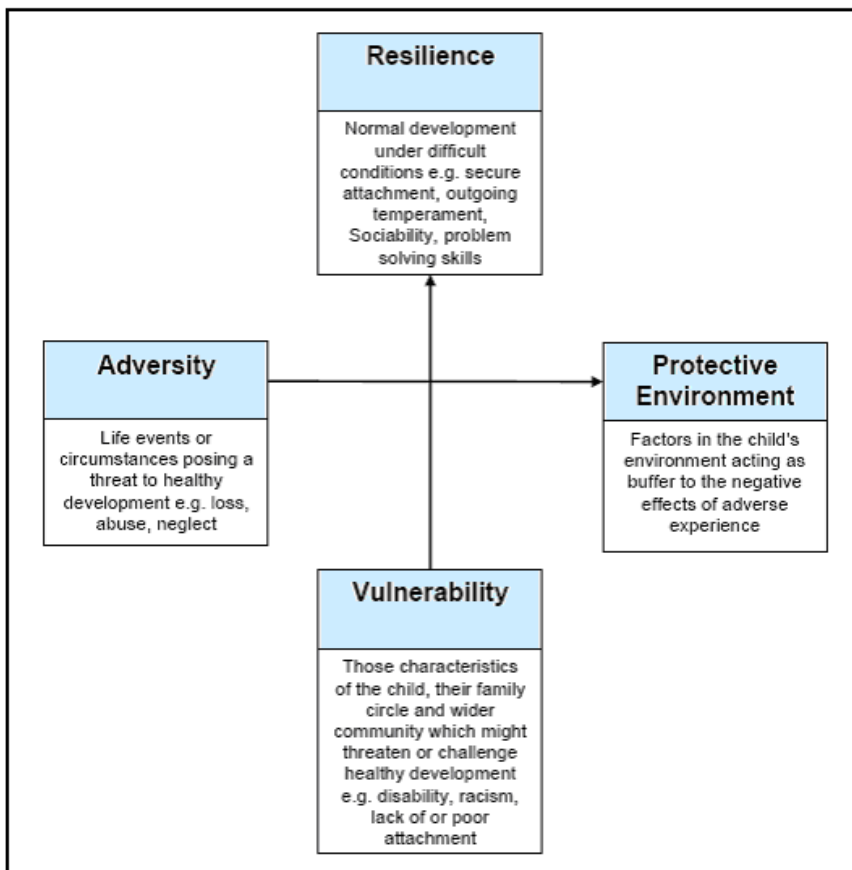 Resilience
Normal development
under difficult
conditions e.g. secure
attachment, outgoing
temperament,
Sociability, problem
solving skills
Adversity
Life events or
circumstances posing a
threat to healthy
development e.g. loss,
abuse, neglect
Protective
Environment
Factors in the child's
environment acting as
buffer to the negative
effects of adverse
experience
Vulnerability
Those characteristics
of the child, their family
circle and wider
community which might
threaten or challenge
healthy development
e.g. disability, racism,
lack of or poor
attachment